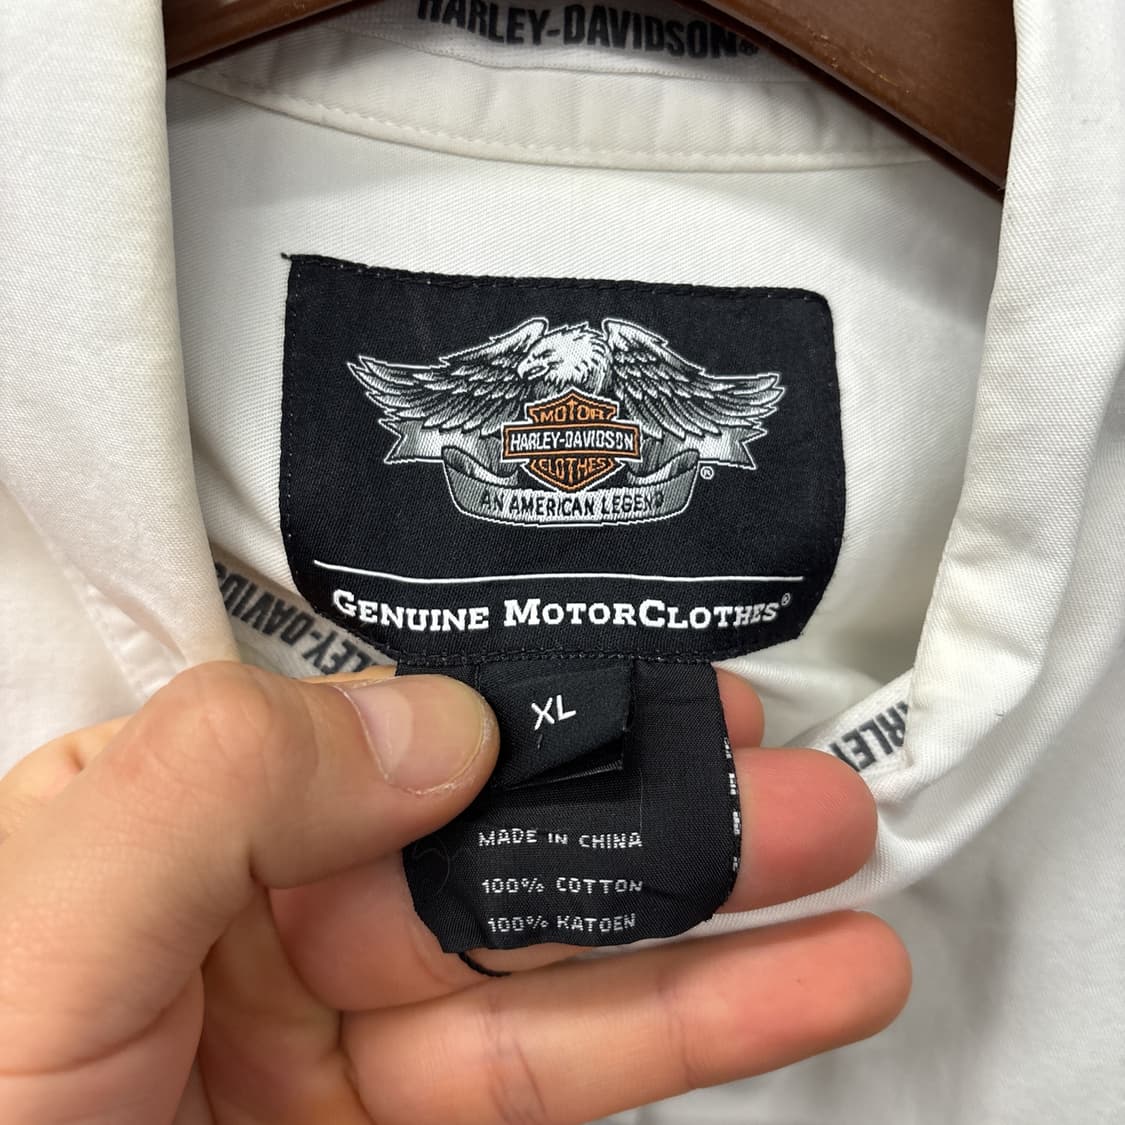 HARLEY-DAVIDSON®
MOTOR
HARLEY-DAVIDSON
CLOTHES
®
AN AMERICAN LEGEND
GENUINE MOTORCLOTHES®
XL
MADE IN CHINA
100% COTTON
100% KATOEN